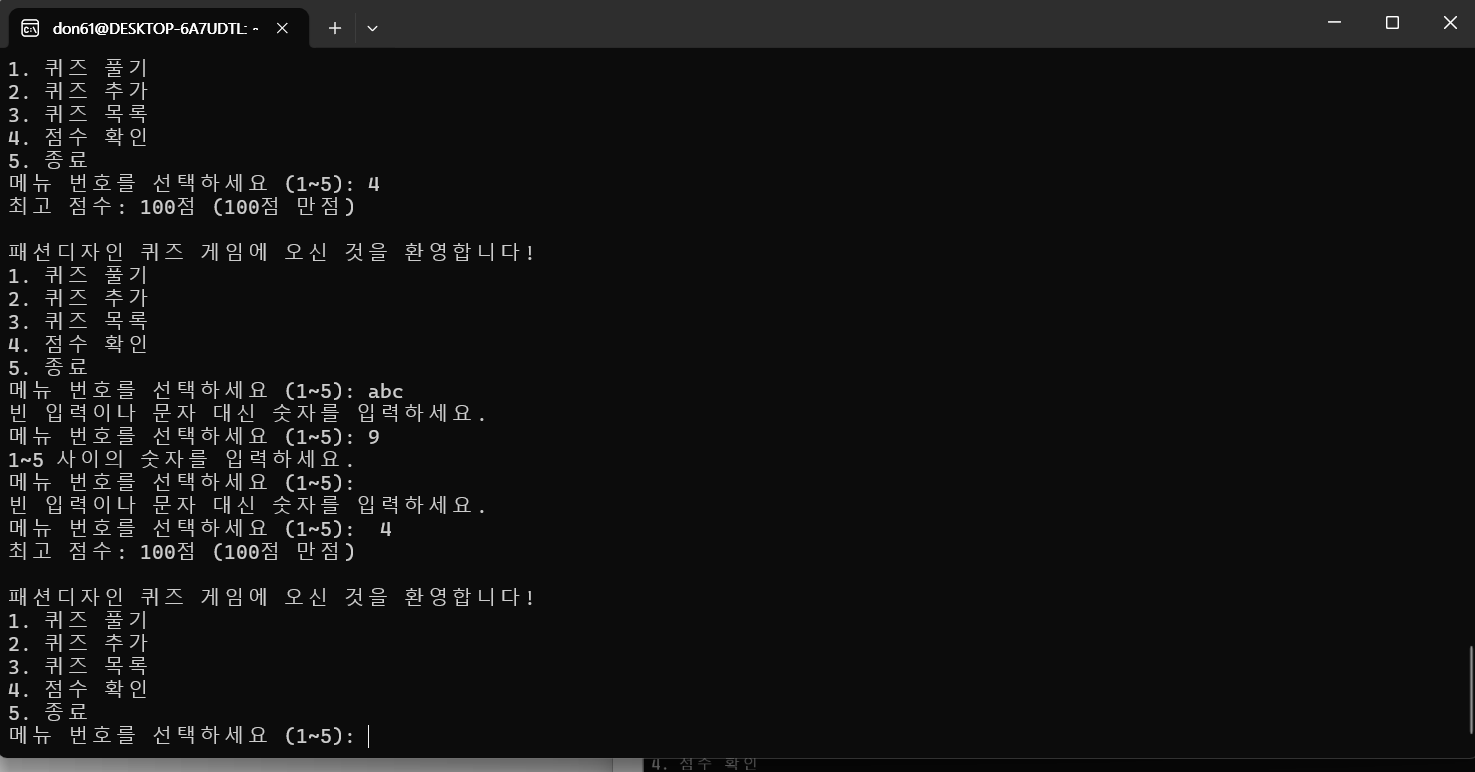 don61@DESKTOP-6A7UDTL: ~
1. 퀴즈 풀기
2. 퀴즈 추가
3. 퀴즈 목록
4. 점수 확인
5. 종료
메뉴 번호를 선택하세요 (1~5): 4
최고 점수: 100점 (100점 만점)
패션디자인 퀴즈 게임에 오신 것을 환영합니다!
1. 퀴즈 풀기
2. 퀴즈 추가
3. 퀴즈 목록
4. 점수 확인
5. 종료
메뉴 번호를 선택하세요 (1~5): abc
빈 입력이나 문자 대신 숫자를 입력하세요.
메뉴 번호를 선택하세요 (1~5): 9
1~5 사이의 숫자를 입력하세요.
메뉴 번호를 선택하세요 (1~5):
빈 입력이나 문자 대신 숫자를 입력하세요.
메뉴 번호를 선택하세요 (1~5):  4
최고 점수: 100점 (100점 만점)
패션디자인 퀴즈 게임에 오신 것을 환영합니다!
1. 퀴즈 풀기
2. 퀴즈 추가
3. 퀴즈 목록
4. 점수 확인
5. 종료
메뉴 번호를 선택하세요 (1~5):
4. 점수 확인